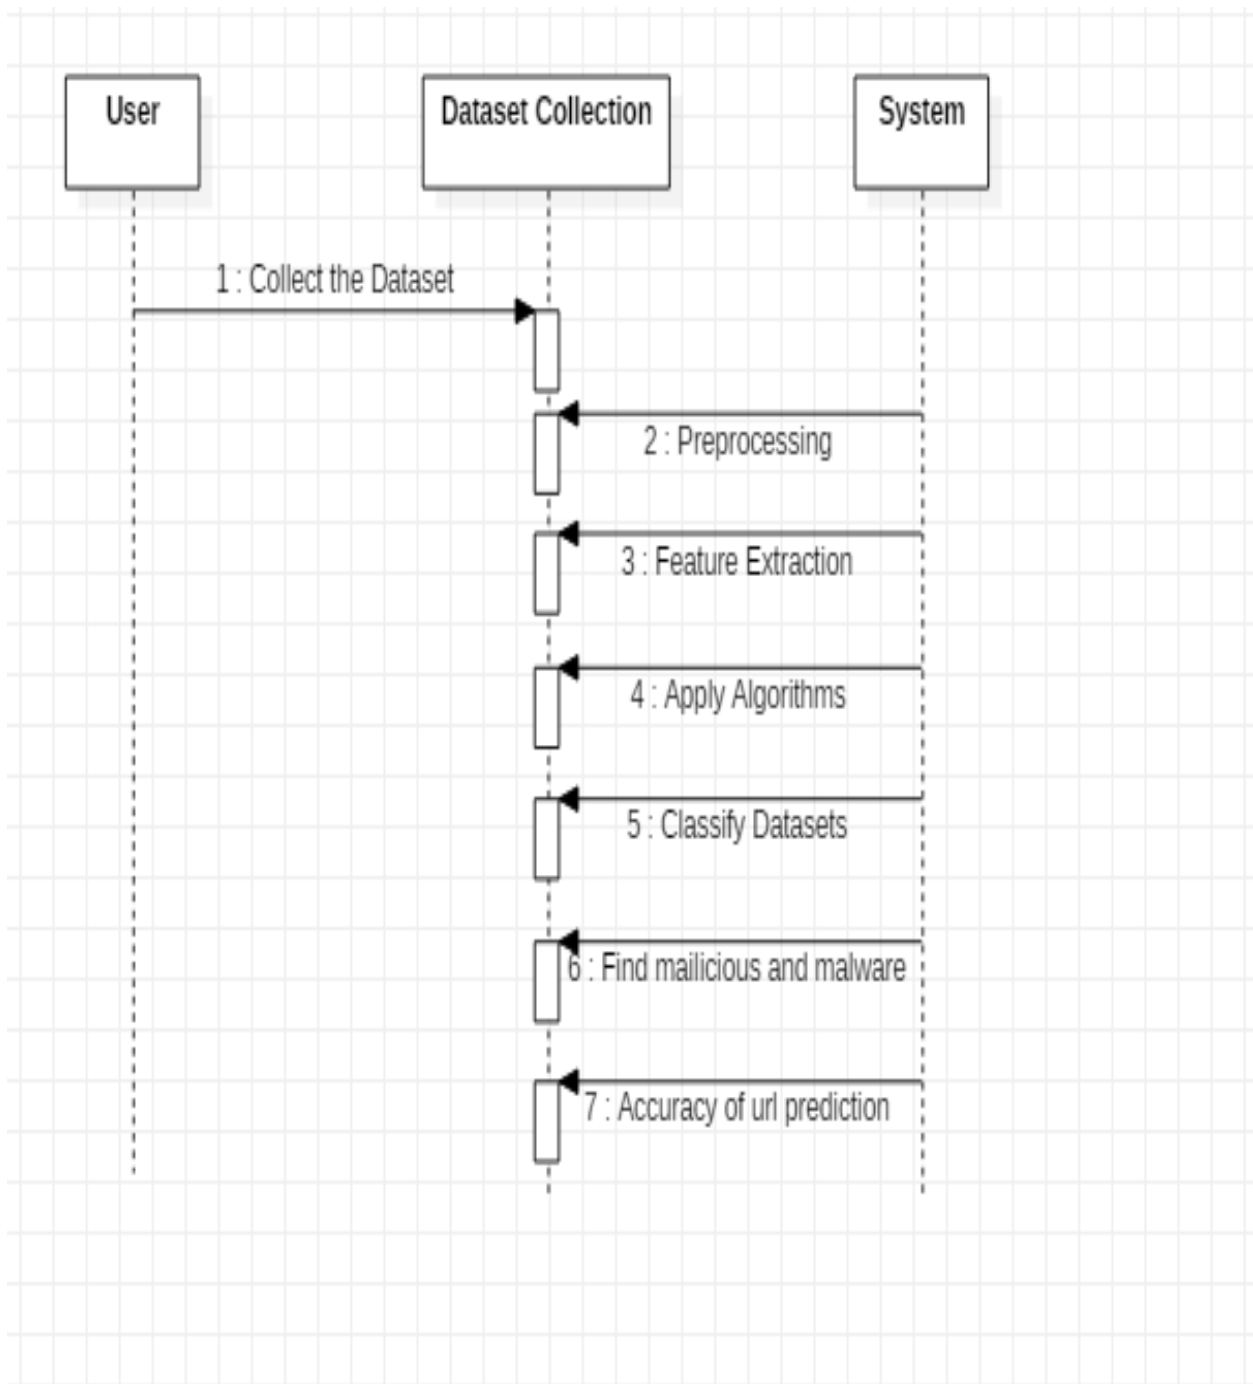 User
Dataset Collection
System
1 : Collect the Dataset
2 : Preprocessing
3 : Feature Extraction
4 : Apply Algorithms
5 : Classify Datasets
6 : Find mailicious and malware
7 : Accuracy of url prediction